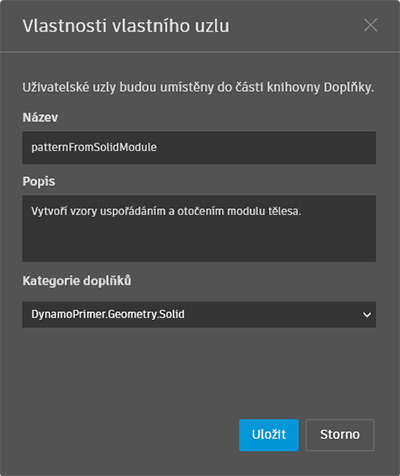 Vlastnosti vlastního uzlu
Uživatelské uzly budou umístěny do části knihovny Doplňky.
Název
patternFromSolidModule
Popis
Vytvoří vzory uspořádáním a otočením modulu tělesa.
Kategorie doplňků
DynamoPrimer.Geometry.Solid
Uložit
Storno